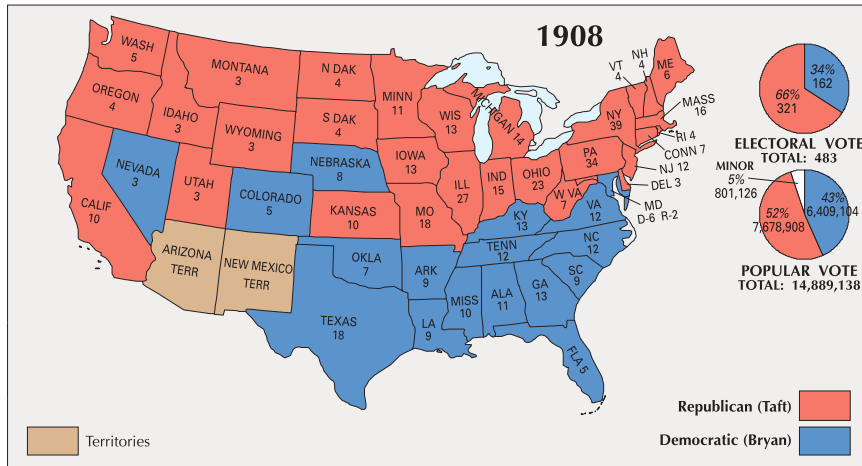 1908
WASH
5
OREGON
4
CALIF
10
NEVADA
3
IDAHO
3
MONTANA
3
WYOMING
3
UTAH
3
COLORADO
5
ARIZONA
TERR
NEW MEXICO
TERR
N DAK
4
S DAK
4
NEBRASKA
8
KANSAS
10
OKLA
7
TEXAS
18
MINN
11
IOWA
13
MO
18
ARK
9
LA
9
WIS
13
ILL
27
MICHIGAN 14
IND
15
OHIO
23
KY
13
TENN
12
MISS
10
ALA
11
GA
13
FLA 5
SC
9
NC
12
VA
12
W VA
7
PA
34
NY
39
VT
4
NH
4
ME
6
MASS
16
RI 4
CONN 7
NJ 12
DEL 3
MD
D-6 R-2
34%
162
66%
321
ELECTORAL VOTE
TOTAL: 483
MINOR
5%
801,126
43%
6,409,104
52%
7,678,908
POPULAR VOTE
TOTAL: 14,889,138
Republican (Taft)
Democratic (Bryan)
Territories